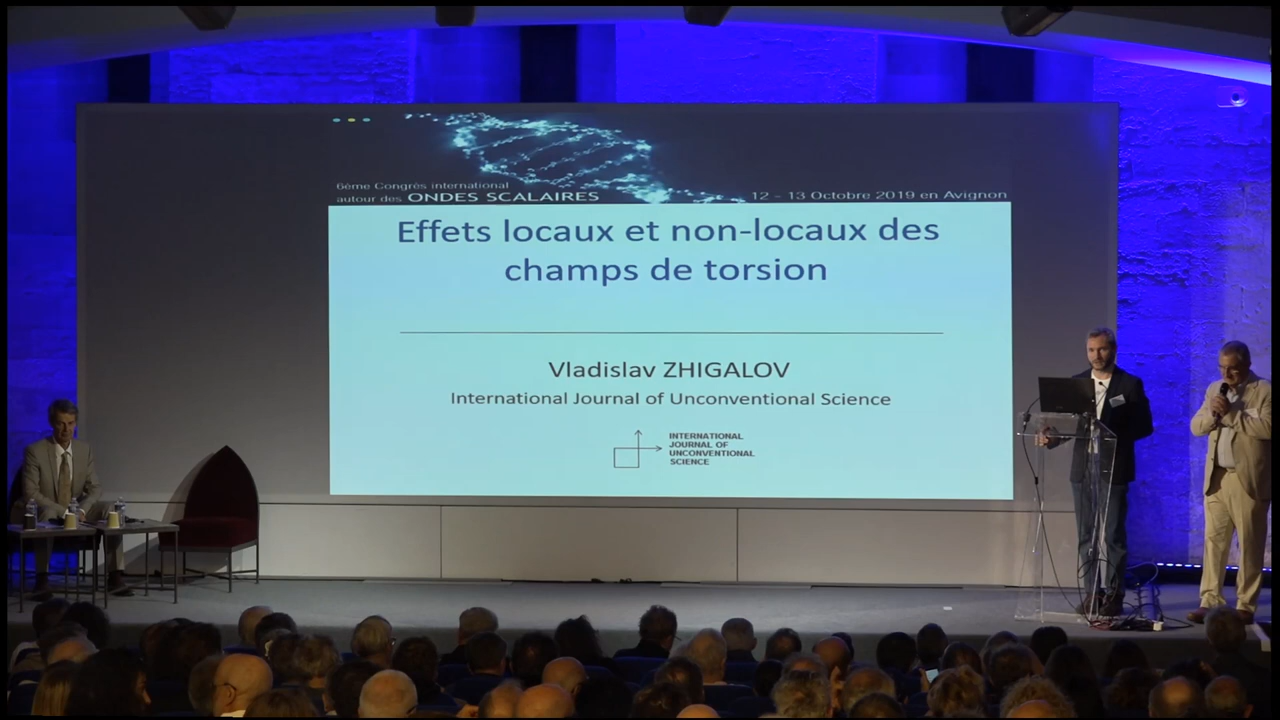 6ème Congrès international
autour des ONDES SCALAIRES
12 - 13 Octobre 2019 en Avignon
Effets locaux et non-locaux des
champs de torsion
Vladislav ZHIGALOV
International Journal of Unconventional Science
INTERNATIONAL
JOURNAL OF
UNCONVENTIONAL
SCIENCE